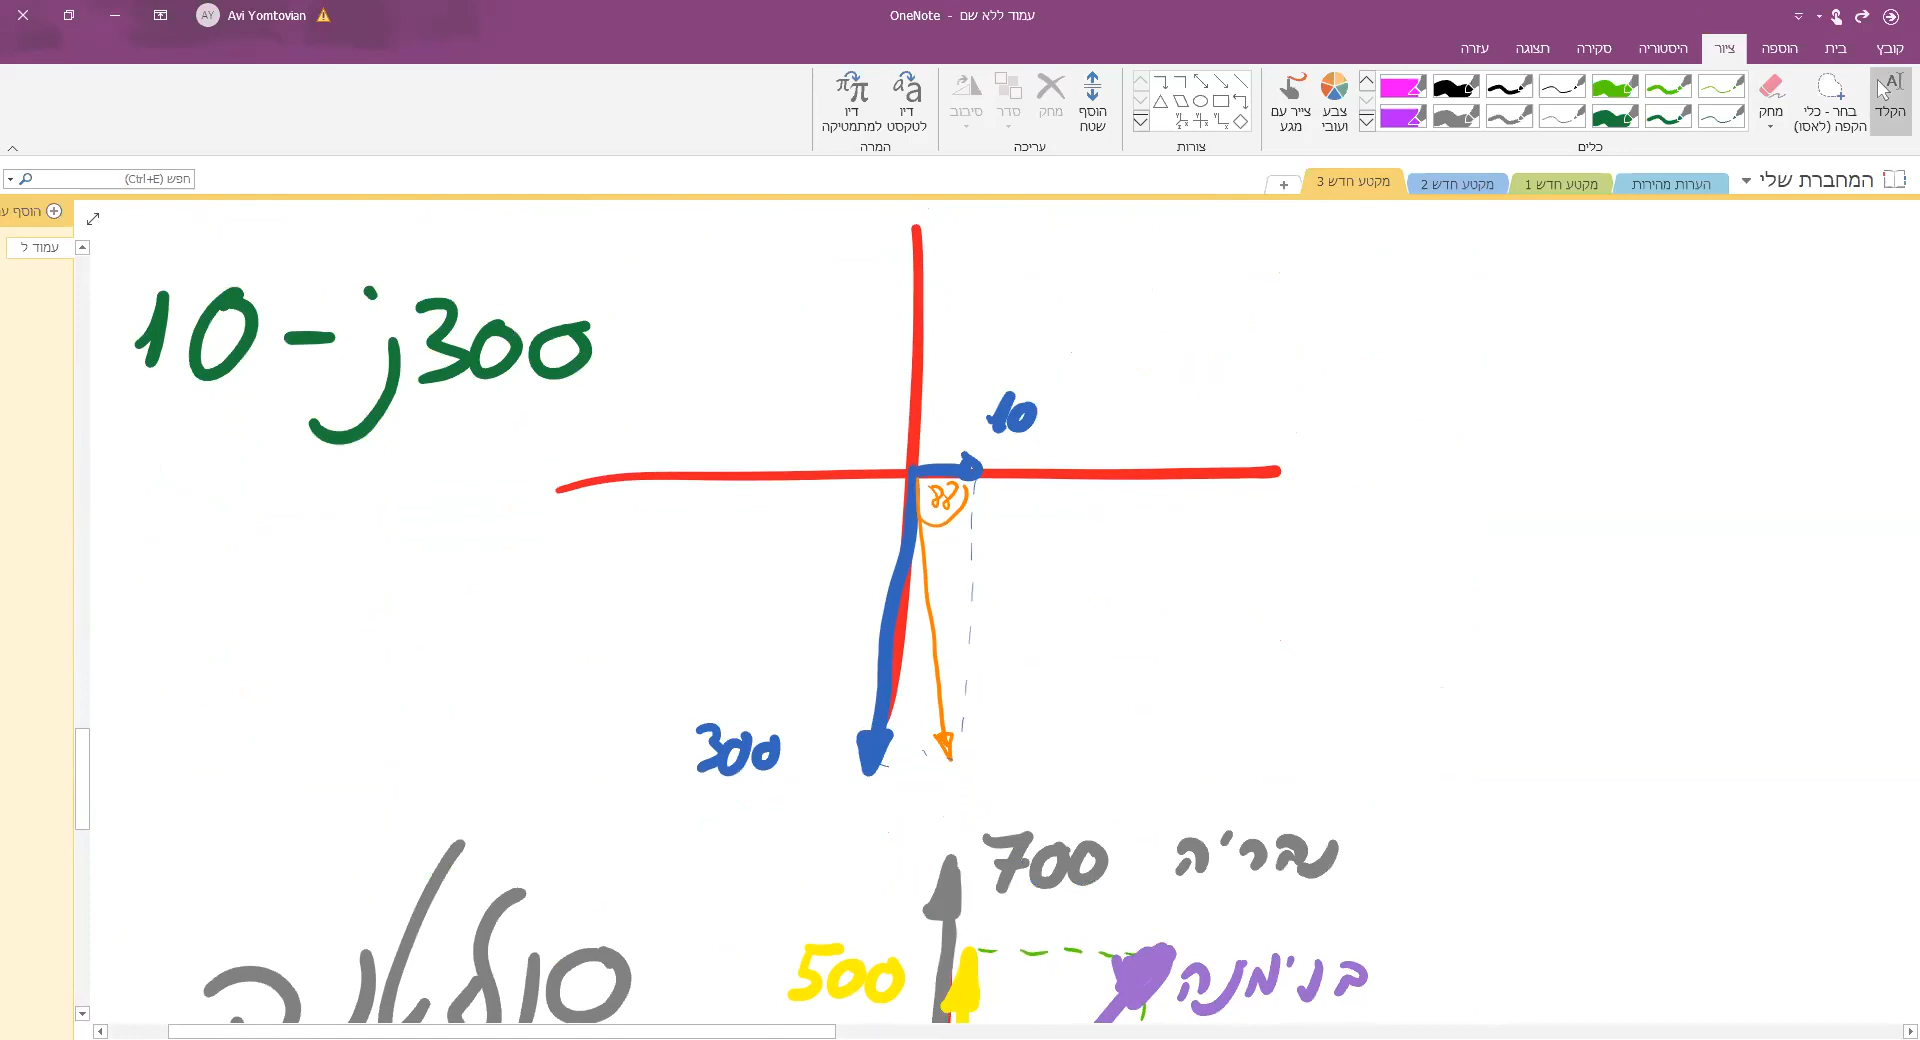 Avi Yomtovian
AY
עמוד ללא שם - OneNote
קובץ בית הוספה ציור היסטוריה סקירה תצוגה עזרה
הקלד
בחר - כלי הקפה (לאסו)
מחק
כלים
צייר עם מגע
צבע ועובי
צורות
הוסף שטח
מחק
סדר
סיבוב
עריכה
דיו לטקסט
דיו למתמטיקה
המרה
המחברת שלי
הערות מהירות
מקטע חדש 1
מקטע חדש 2
מקטע חדש 3
חפש (Ctrl+E)
הוסף ע
עמוד ל
10 - j300
10
88
300
700
נהריה
500
בנימנה